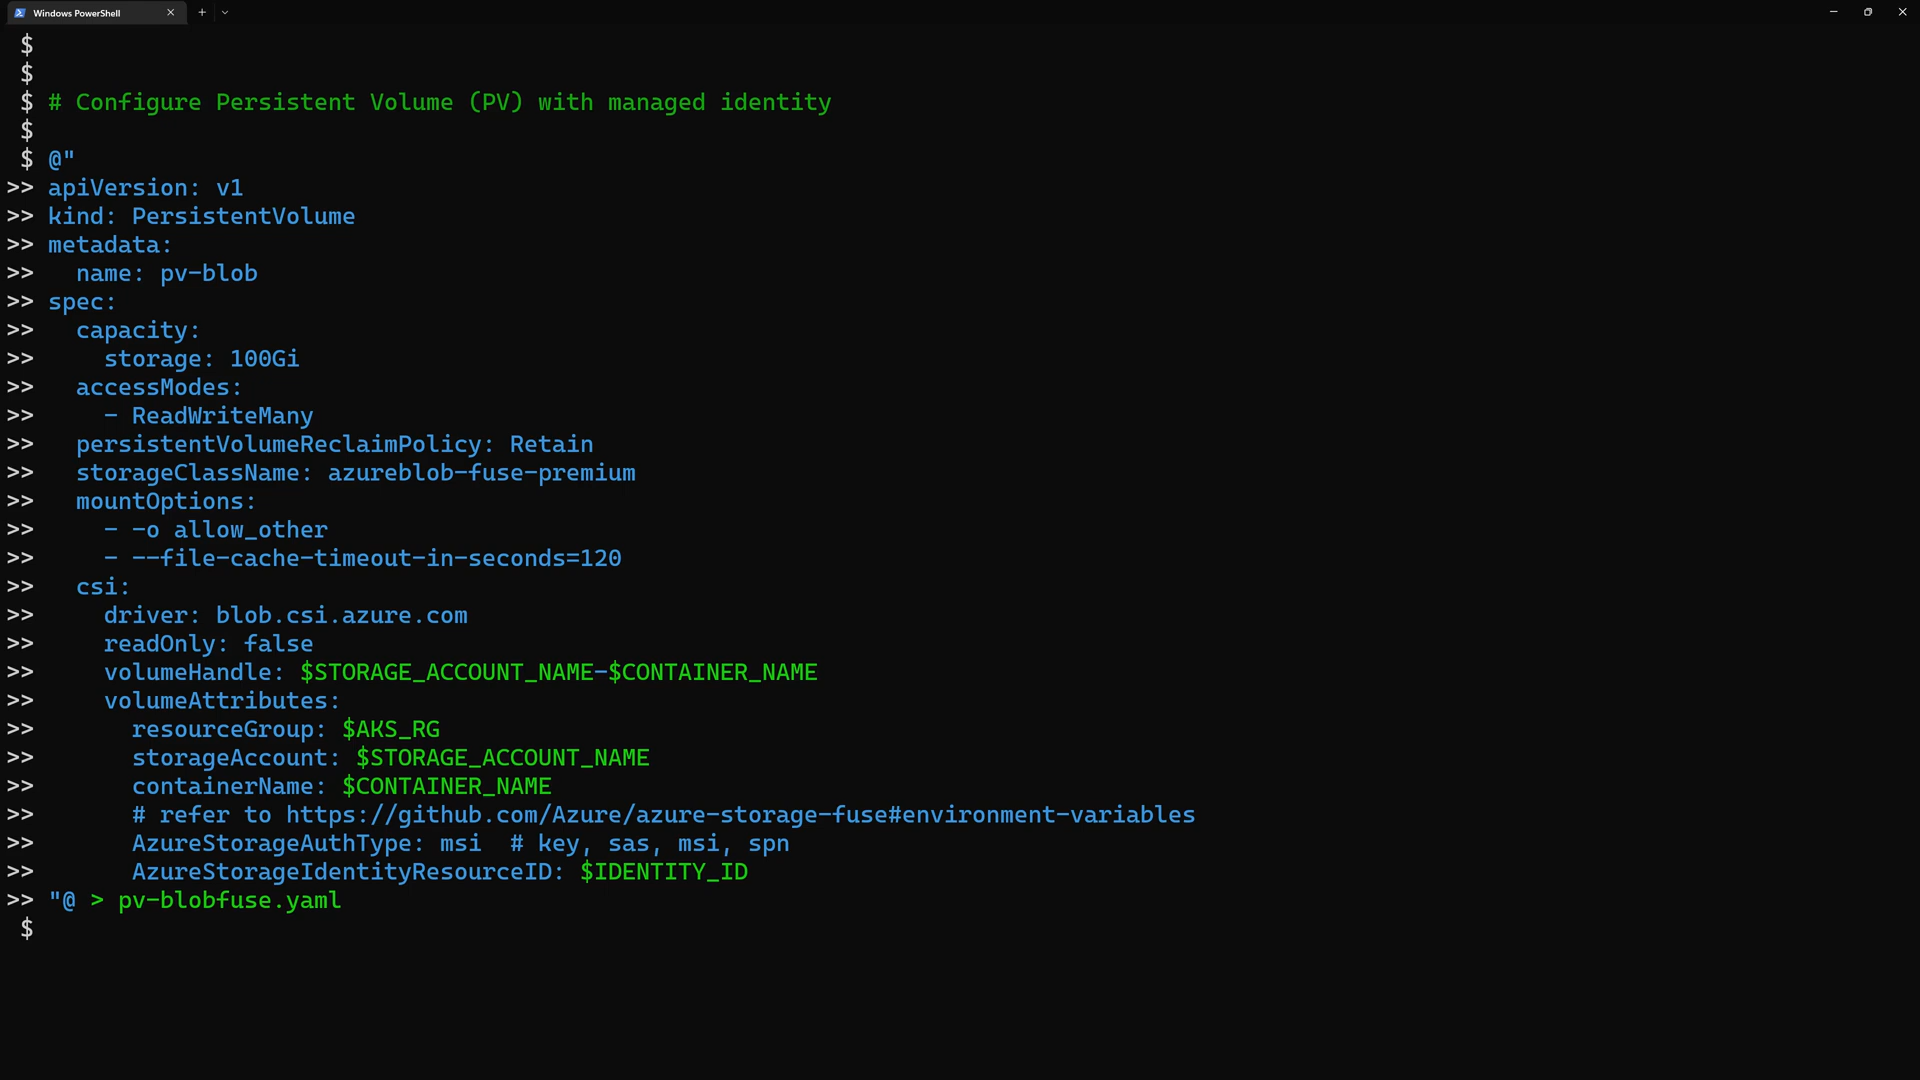 Windows PowerShell
$
$
$ # Configure Persistent Volume (PV) with managed identity
$
$ @"
>> apiVersion: v1
>> kind: PersistentVolume
>> metadata:
>>   name: pv-blob
>> spec:
>>   capacity:
>>     storage: 100Gi
>>   accessModes:
>>     - ReadWriteMany
>>   persistentVolumeReclaimPolicy: Retain
>>   storageClassName: azureblob-fuse-premium
>>   mountOptions:
>>     - -o allow_other
>>     - --file-cache-timeout-in-seconds=120
>>   csi:
>>     driver: blob.csi.azure.com
>>     readOnly: false
>>     volumeHandle: $STORAGE_ACCOUNT_NAME-$CONTAINER_NAME
>>     volumeAttributes:
>>       resourceGroup: $AKS_RG
>>       storageAccount: $STORAGE_ACCOUNT_NAME
>>       containerName: $CONTAINER_NAME
>>       # refer to https://github.com/Azure/azure-storage-fuse#environment-variables
>>       AzureStorageAuthType: msi  # key, sas, msi, spn
>>       AzureStorageIdentityResourceID: $IDENTITY_ID
>> "@ > pv-blobfuse.yaml
$